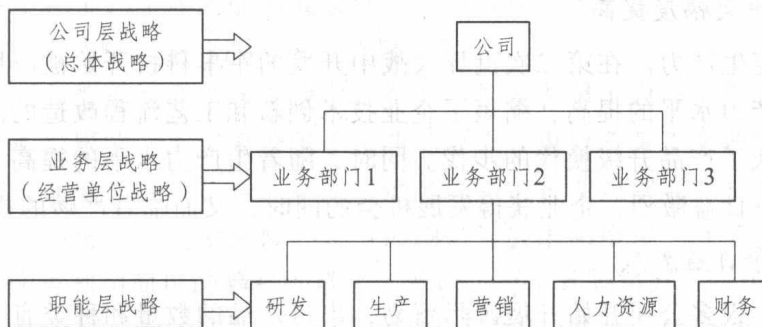 公司层战略
(总体战略)
公司
业务层战略
(经营单位战略)
业务部门1
业务部门2
业务部门3
职能层战略
研发
生产
营销
人力资源
财务